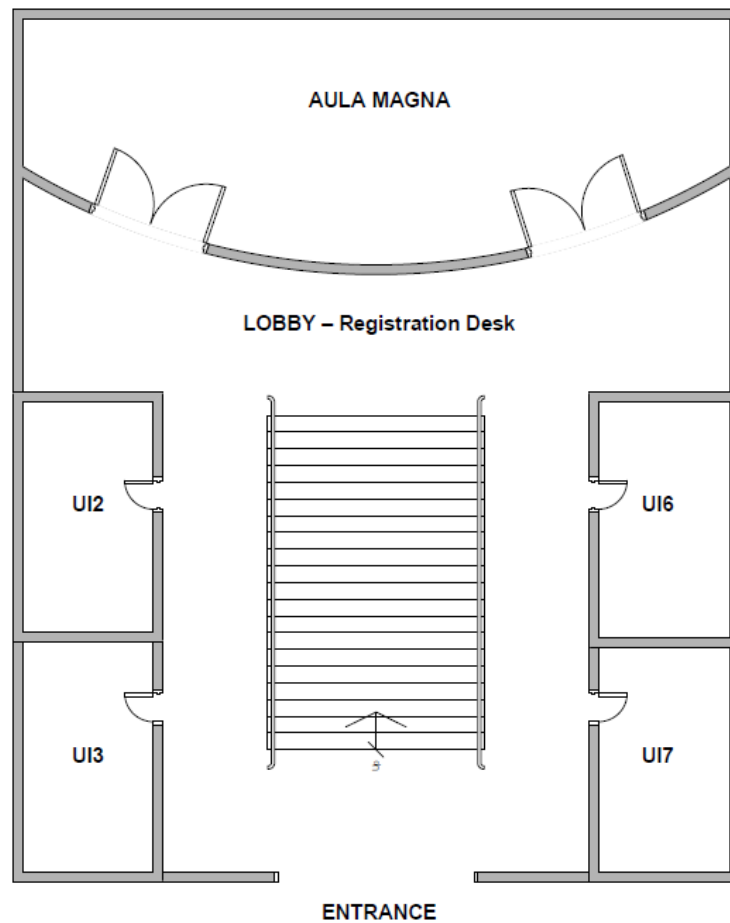 AULA MAGNA
LOBBY – Registration Desk
UI2
UI6
UI3
UI7
ENTRANCE